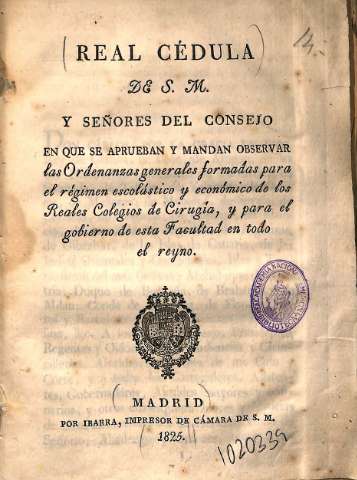 14.
(REAL CÉDULA)
DE S. M.
Y SEÑORES DEL CONSEJO
EN QUE SE APRUEBAN Y MANDAN OBSERVAR
las Ordenanzas generales formadas para
el régimen escolástico y económico de los
Reales Colegios de Cirugía, y para el
gobierno de esta Facultad en todo
el reyno.
(MADRID)
POR IBARRA, IMPRESOR DE CÁMARA DE S. M.
1825.
1020339